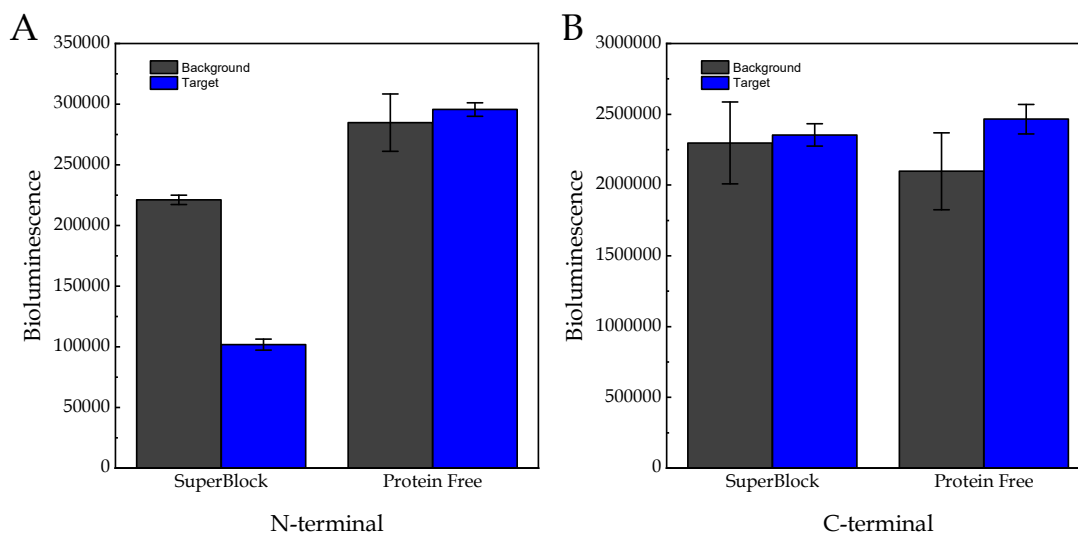 A
Bioluminescence
350000
300000
250000
200000
150000
100000
50000
0
Background
Target
SuperBlock Protein Free
N-terminal
B
Bioluminescence
3000000
2500000
2000000
1500000
1000000
500000
0
Background
Target
SuperBlock Protein Free
C-terminal